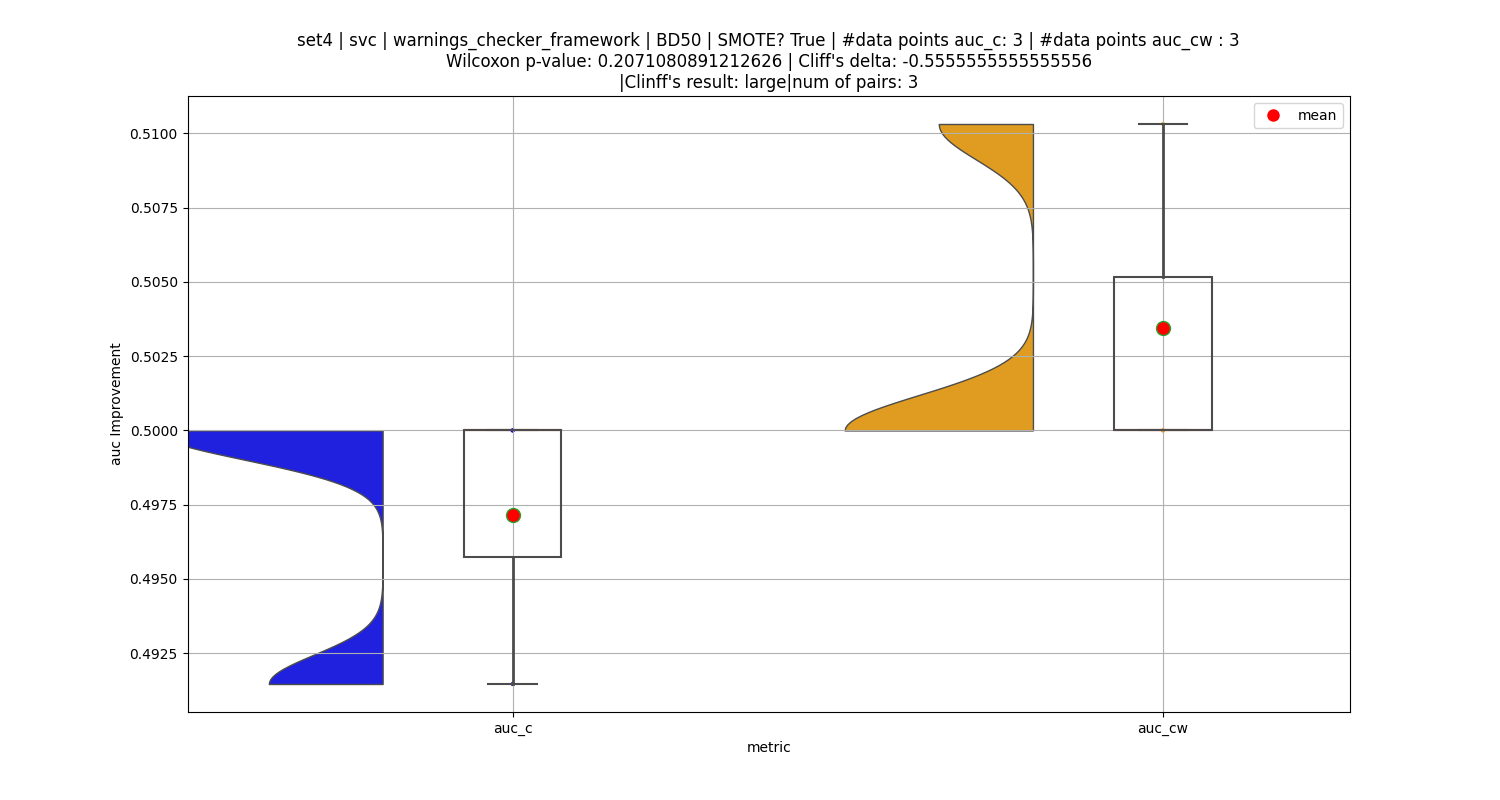 set4 | svc | warnings_checker_framework | BD50 | SMOTE? True | #data points auc_c: 3 | #data points auc_cw : 3
Wilcoxon p-value: 0.2071080891212626 | Cliff's delta: -0.5555555555555556
|Clinff's result: large|num of pairs: 3
mean
0.5100
0.5075
0.5050
0.5025
0.5000
0.4975
0.4950
0.4925
auc Improvement
auc_c
auc_cw
metric